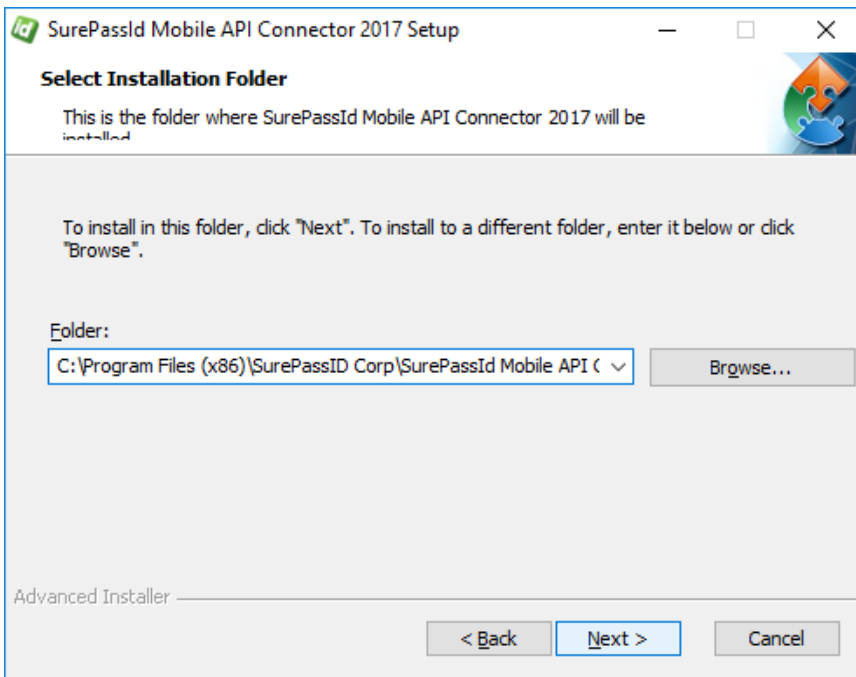 id SurePassId Mobile API Connector 2017 Setup
Select Installation Folder
This is the folder where SurePassId Mobile API Connector 2017 will be
installed
To install in this folder, click "Next". To install to a different folder, enter it below or click
"Browse".
Folder:
C:\Program Files (x86)\SurePassID Corp\SurePassId Mobile API C
Browse...
Advanced Installer
< Back
Next >
Cancel